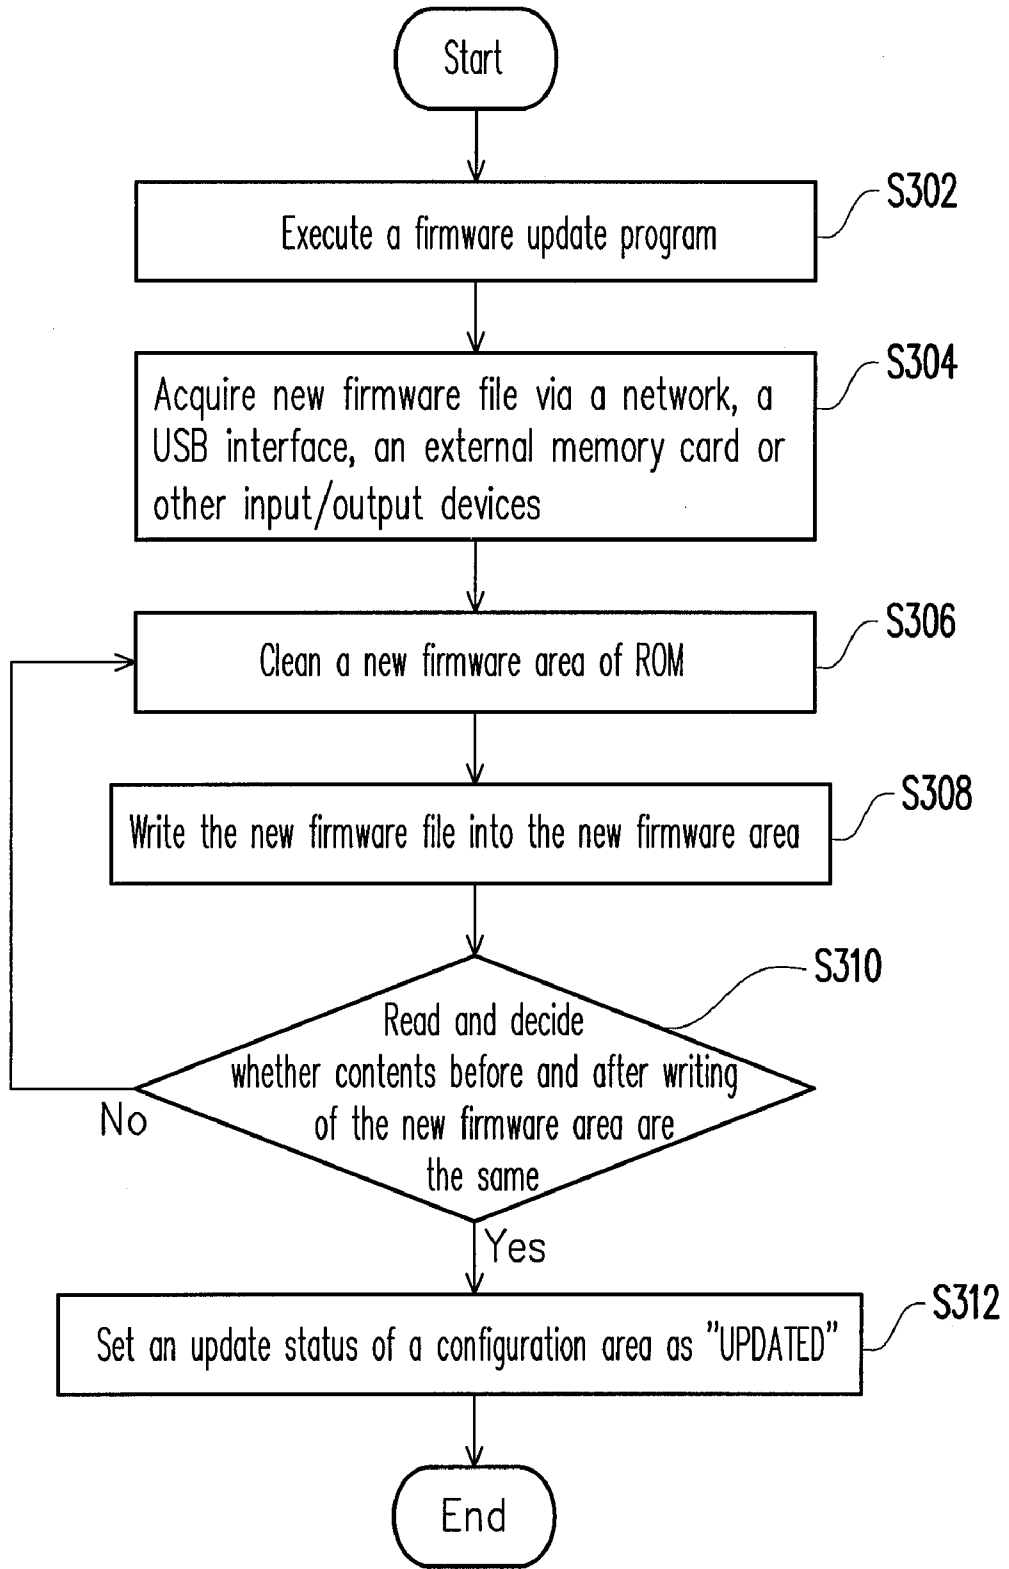 Start
S302
Execute a firmware update program
S304
Acquire new firmware file via a network, a
USB interface, an external memory card or
other input/output devices
S306
Clean a new firmware area of ROM
S308
Write the new firmware file into the new firmware area
S310
Read and decide
whether contents before and after writing
of the new firmware area are
the same
No
Yes
S312
Set an update status of a configuration area as "UPDATED"
End